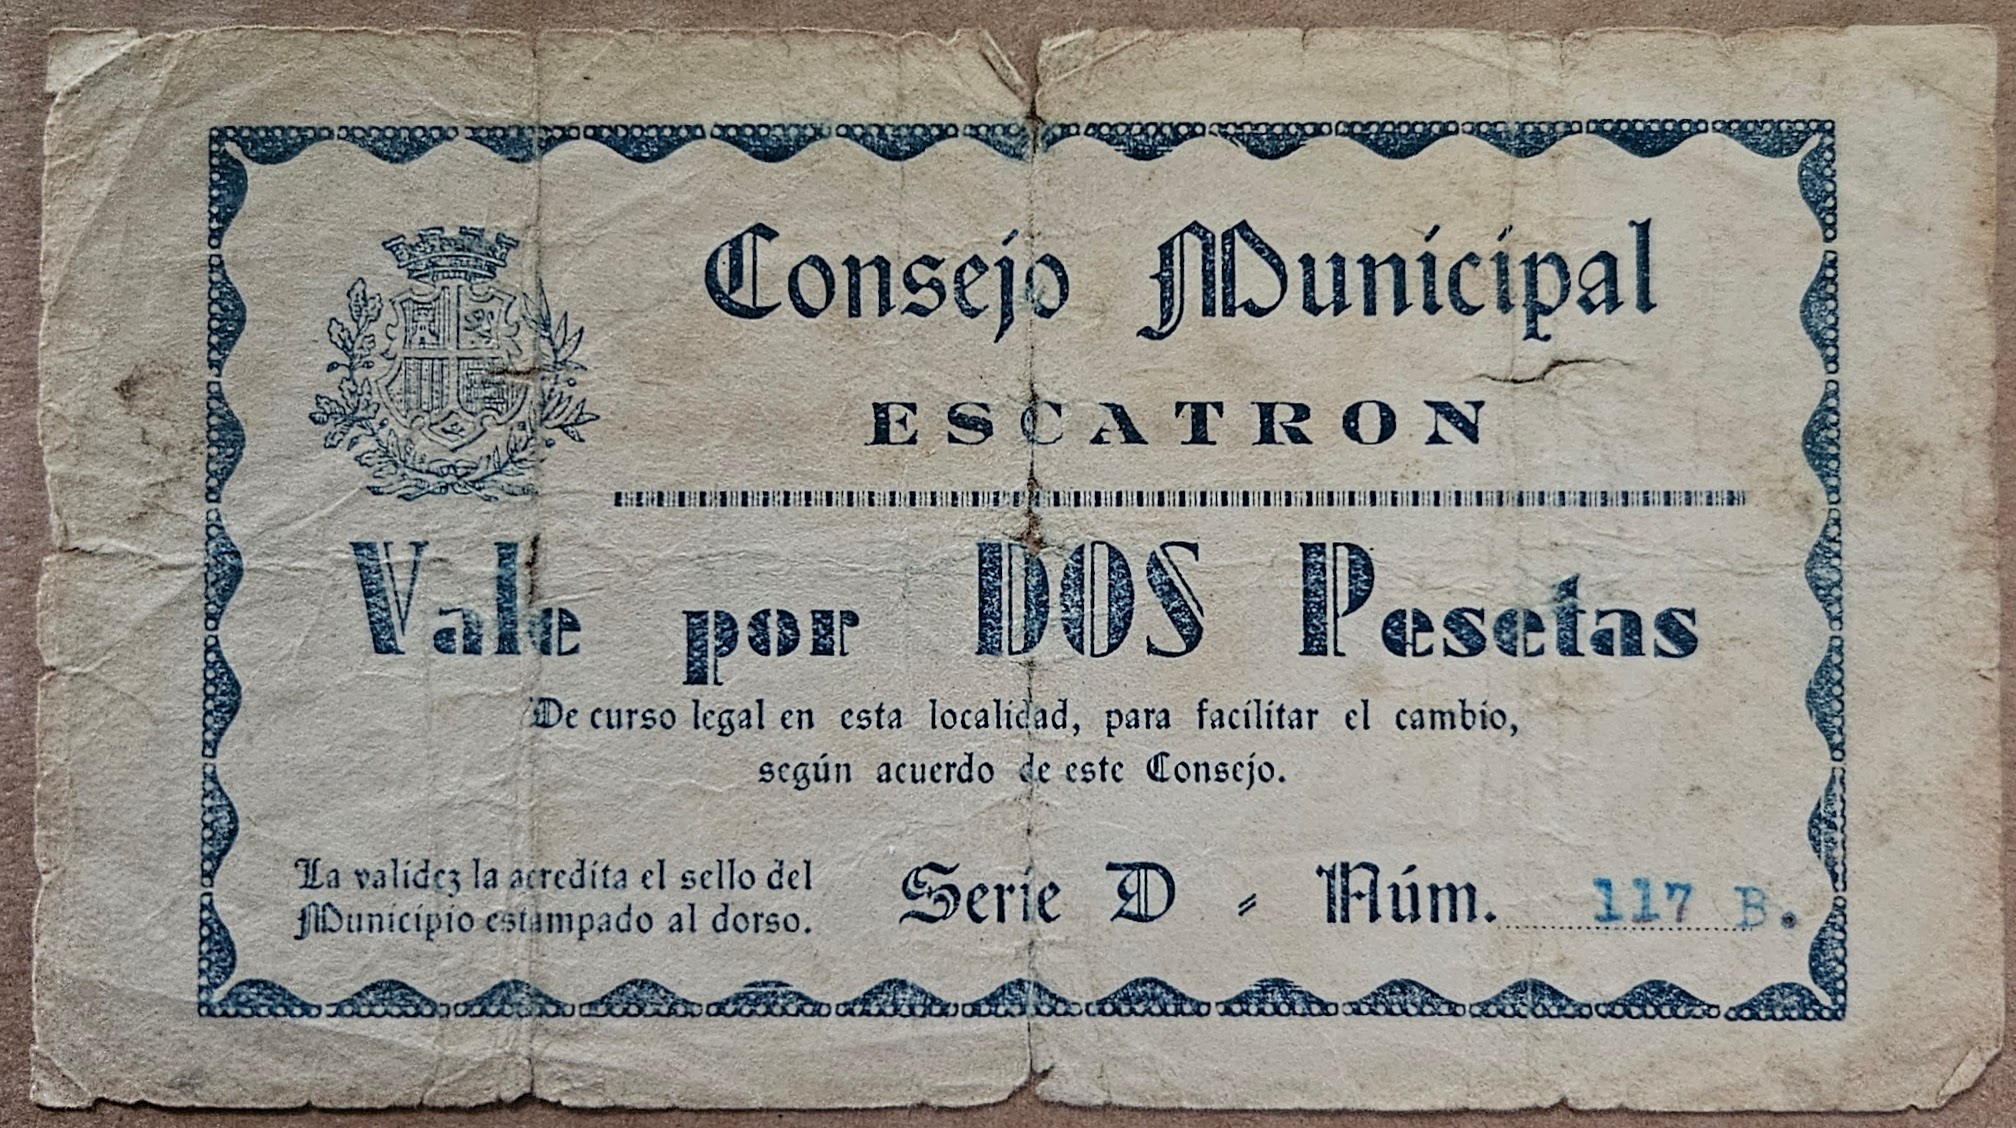 Consejo Municipal
ESCATRON
Vale por DOS Pesetas
De curso legal en esta localidad, para facilitar el cambio,
según acuerdo de este Consejo.
La validez la acredita el sello del
Municipio estampado al dorso.
Serie D - Núm. 117 B.